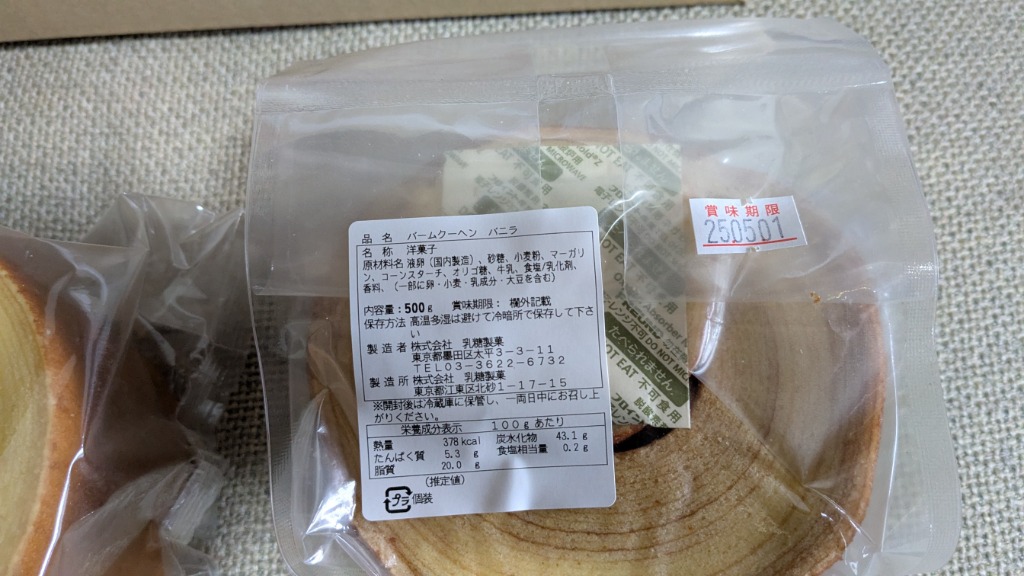 賞味期限
250501
品 名 バームクーヘン バニラ
名 称 洋菓子
原材料名 液卵(国内製造)、砂糖、小麦粉、マーガリ
ン、コーンスターチ、オリゴ糖、牛乳、食塩/乳化剤、
香料、(一部に卵・小麦・乳成分・大豆を含む)
内容量:500g 賞味期限: 欄外記載
保存方法 高温多湿は避けて冷暗所で保存して下さ
い
製造者 株式会社 乳糖製菓
東京都墨田区太平3-3-11
TEL03-3622-6732
製造所 株式会社 乳糖製菓
東京都江東区北砂1-17-15
※開封後は冷蔵庫に保管し、一両日中にお召し上
がりください。
栄養成分表示 100gあたり
熱量 378kcal 炭水化物 43.1g
たんぱく質 5.3g 食塩相当量 0.2g
脂質 20.0g
(推定値)
プラ 個装
たべられません
不可食用